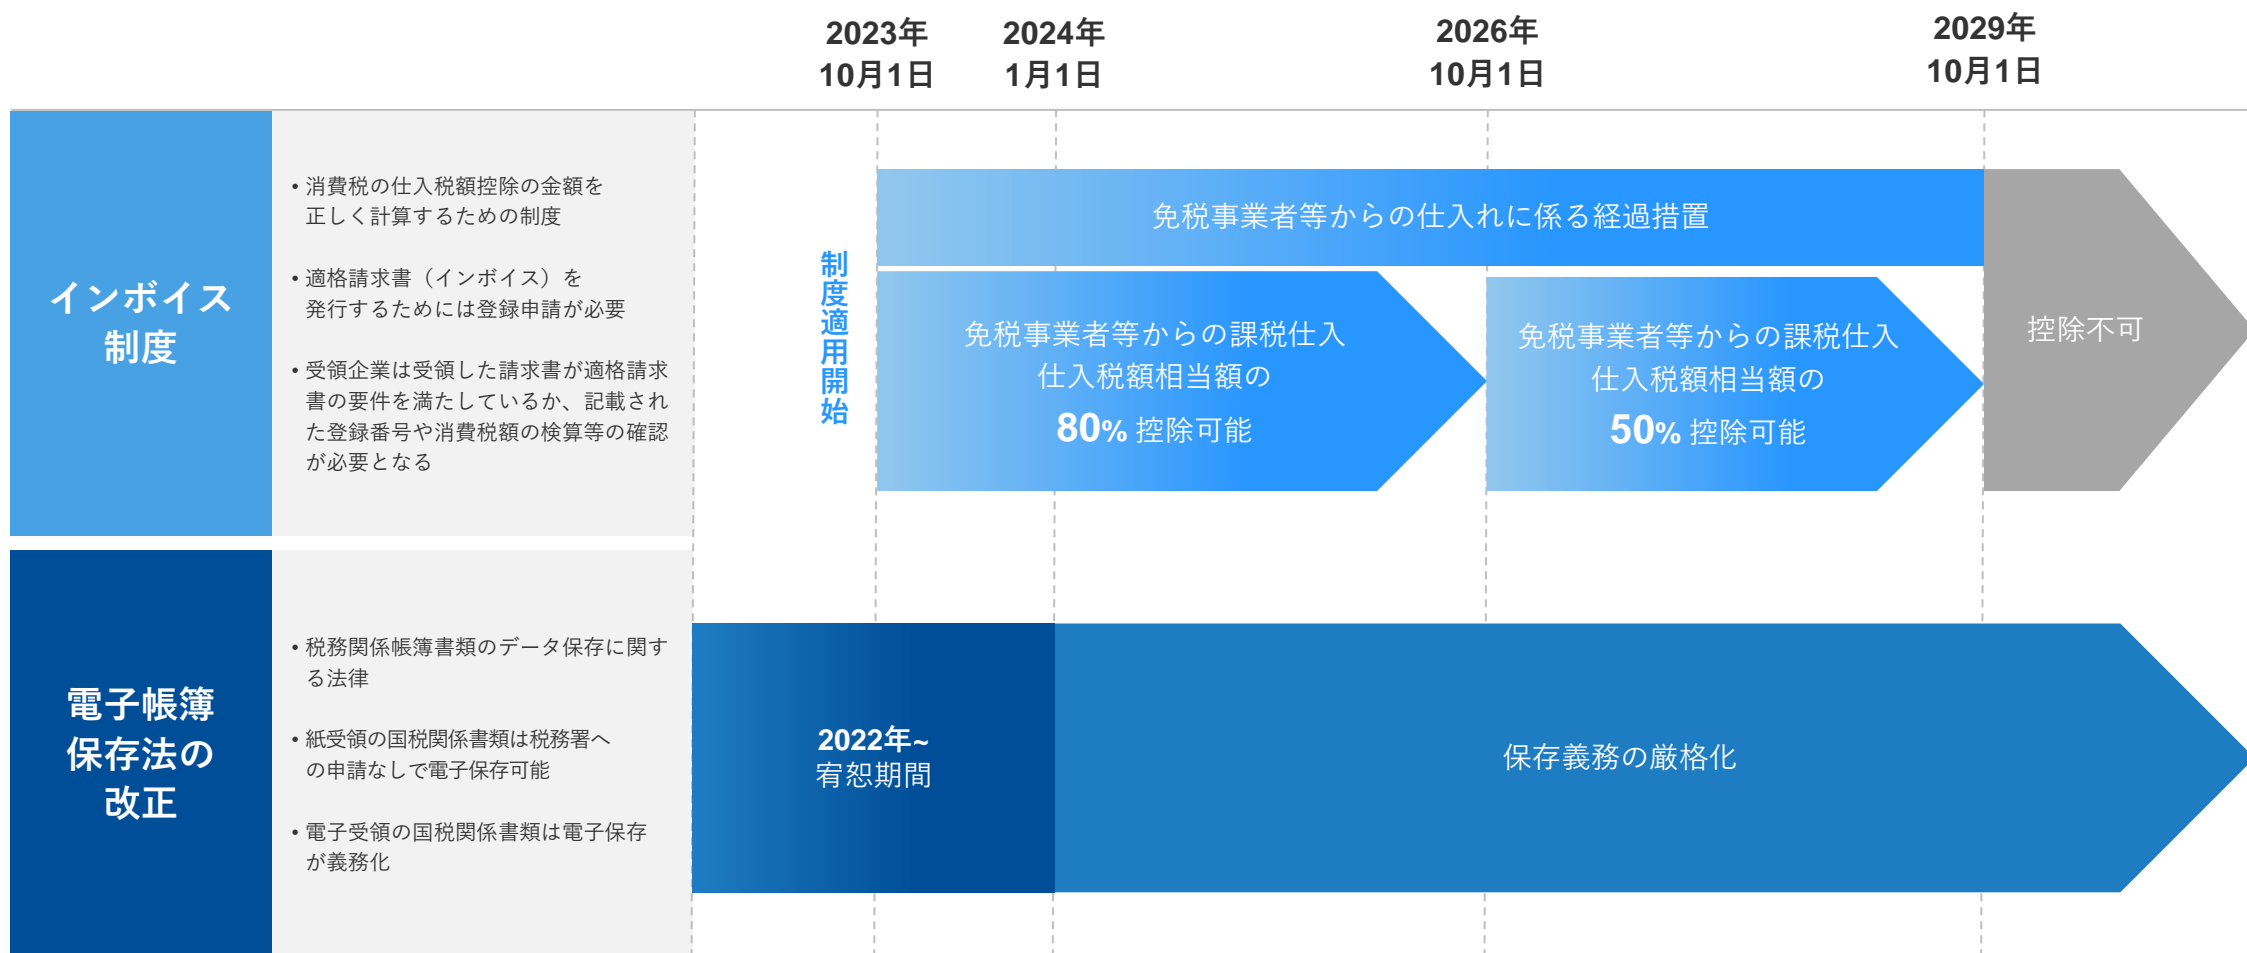 2023年
10月1日
2024年
1月1日
2026年
10月1日
2029年
10月1日
インボイス
制度
• 消費税の仕入税額控除の金額を
正しく計算するための制度
• 適格請求書（インボイス）を
発行するためには登録申請が必要
• 受領企業は受領した請求書が適格請求
書の要件を満たしているか、記載され
た登録番号や消費税額の検算等の確認
が必要となる
制度適用開始
免税事業者等からの仕入れに係る経過措置
免税事業者等からの課税仕入
仕入税額相当額の
80% 控除可能
免税事業者等からの課税仕入
仕入税額相当額の
50% 控除可能
控除不可
電子帳簿
保存法の
改正
• 税務関係帳簿書類のデータ保存に関す
る法律
• 紙受領の国税関係書類は税務署へ
の申請なしで電子保存可能
• 電子受領の国税関係書類は電子保存
が義務化
2022年~
宥恕期間
保存義務の厳格化